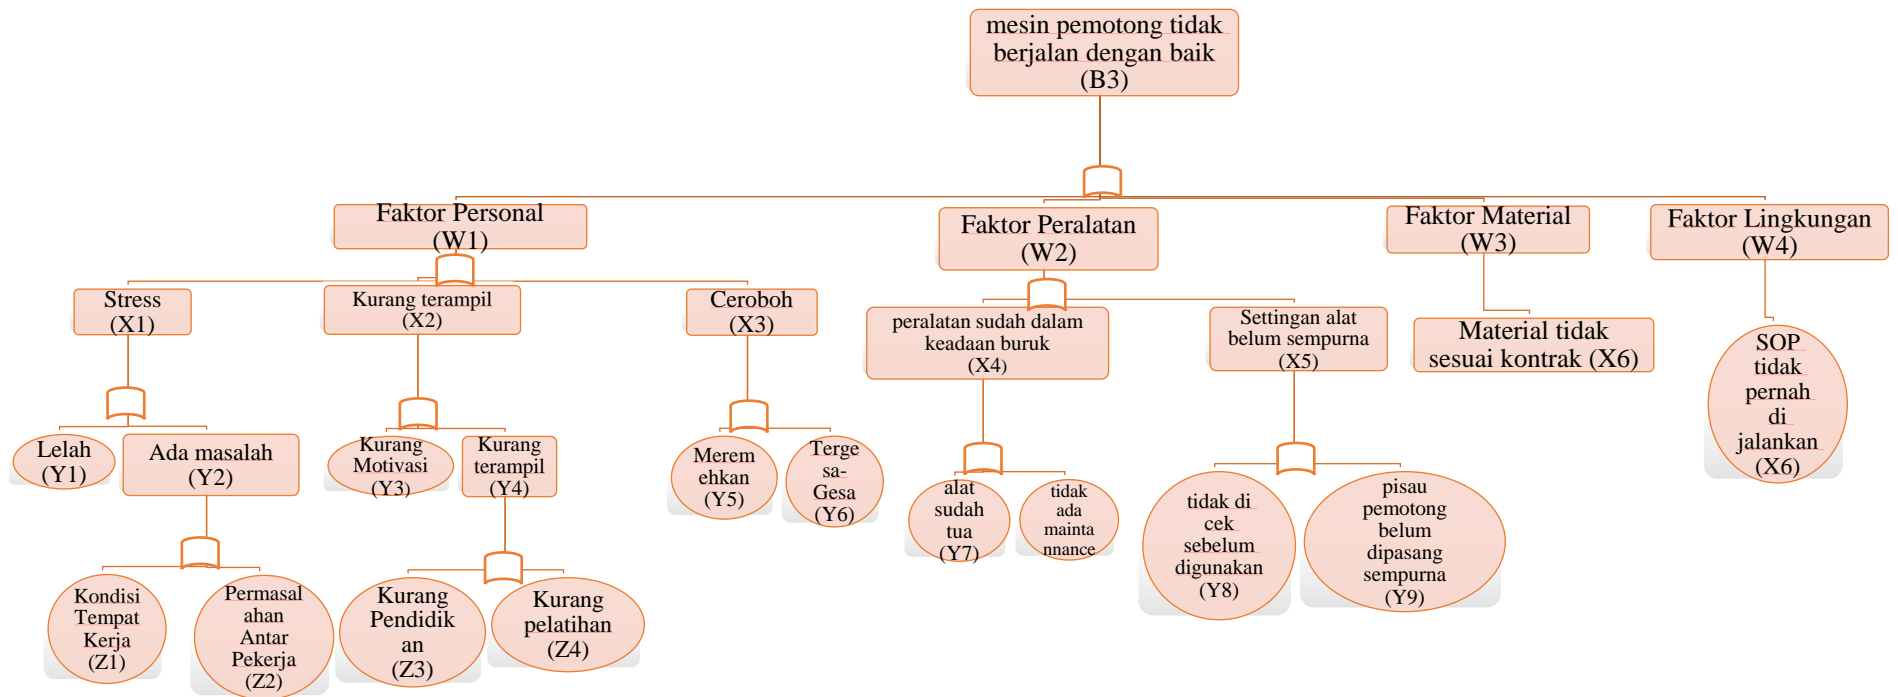 mesin pemotong tidak
berjalan dengan baik
(B3)
Faktor Personal
(W1)
Faktor Peralatan
(W2)
Faktor Material
(W3)
Faktor Lingkungan
(W4)
Stress
(X1)
Kurang terampil
(X2)
Ceroboh
(X3)
peralatan sudah dalam
keadaan buruk
(X4)
Settingan alat
belum sempurna
(X5)
Material tidak
sesuai kontrak (X6)
SOP
tidak
pernah
di
jalankan
(X6)
Lelah
(Y1)
Ada masalah
(Y2)
Kurang
Motivasi
(Y3)
Kurang
terampil
(Y4)
Merem
ehkan
(Y5)
Terge
sa-
Gesa
(Y6)
alat
sudah
tua
(Y7)
tidak
ada
mainta
nnance
tidak di
cek
sebelum
digunakan
(Y8)
pisau
pemotong
belum
dipasang
sempurna
(Y9)
Kondisi
Tempat
Kerja
(Z1)
Permasal
ahan
Antar
Pekerja
(Z2)
Kurang
Pendidik
an
(Z3)
Kurang
pelatihan
(Z4)